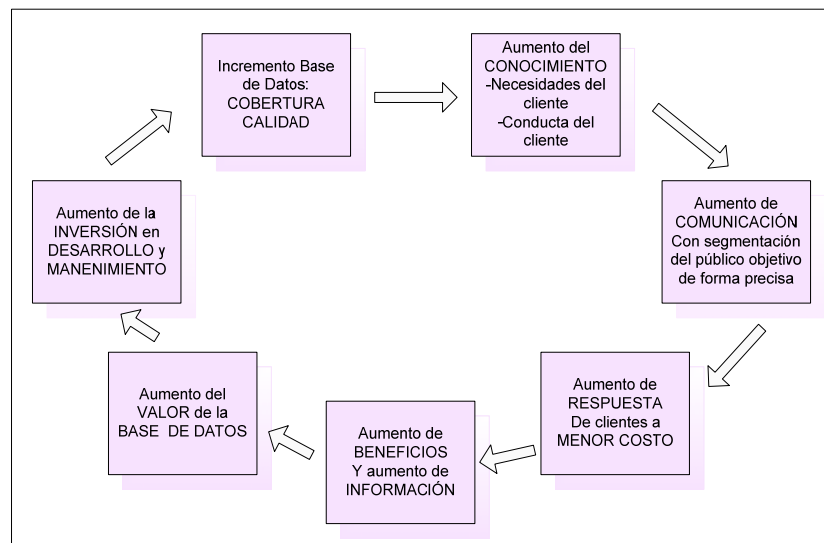 Incremento Base
de Datos:
COBERTURA
CALIDAD
Aumento del
CONOCIMIENTO
-Necesidades del
cliente
-Conducta del
cliente
Aumento de
COMUNICACIÓN
Con segmentación
del público objetivo
de forma precisa
Aumento de
RESPUESTA
De clientes a
MENOR COSTO
Aumento de
BENEFICIOS
Y aumento de
INFORMACIÓN
Aumento del
VALOR de la
BASE DE DATOS
Aumento de la
INVERSIÓN en
DESARROLLO y
MANENIMIENTO